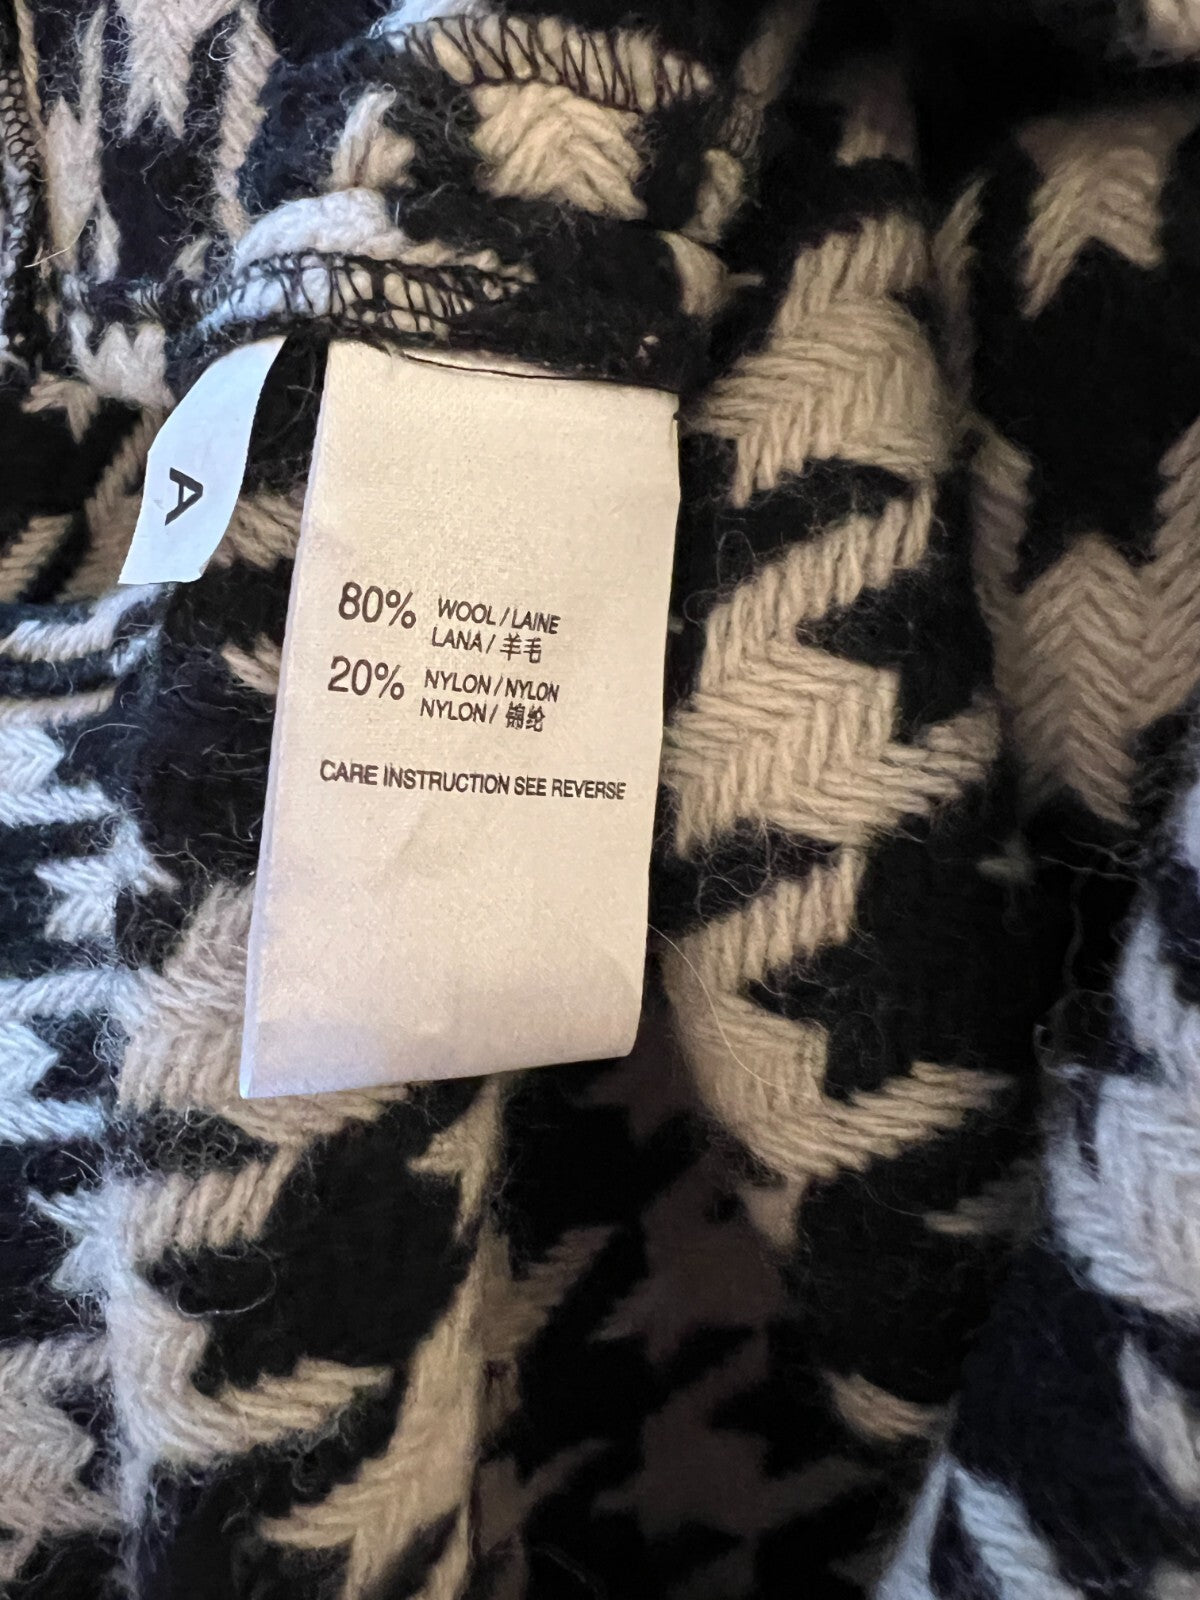 A
80% WOOL/LAINE
LANA/羊毛
20% NYLON/NYLON
NYLON/锦纶
CARE INSTRUCTION SEE REVERSE